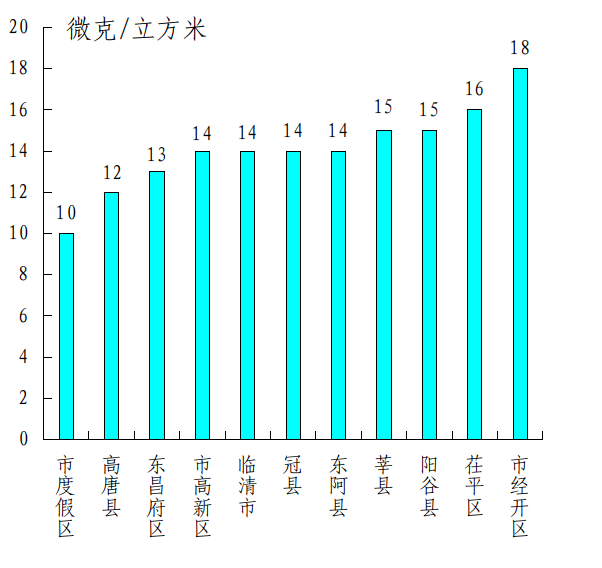 微克/立方米
20
18
16
14
12
10
8
6
4
2
0
10
12
13
14
14
14
14
15
15
16
18
市度假区
高唐县
东昌府区
市高新区
临清市
冠县
东阿县
莘县
阳谷县
茌平区
市经开区